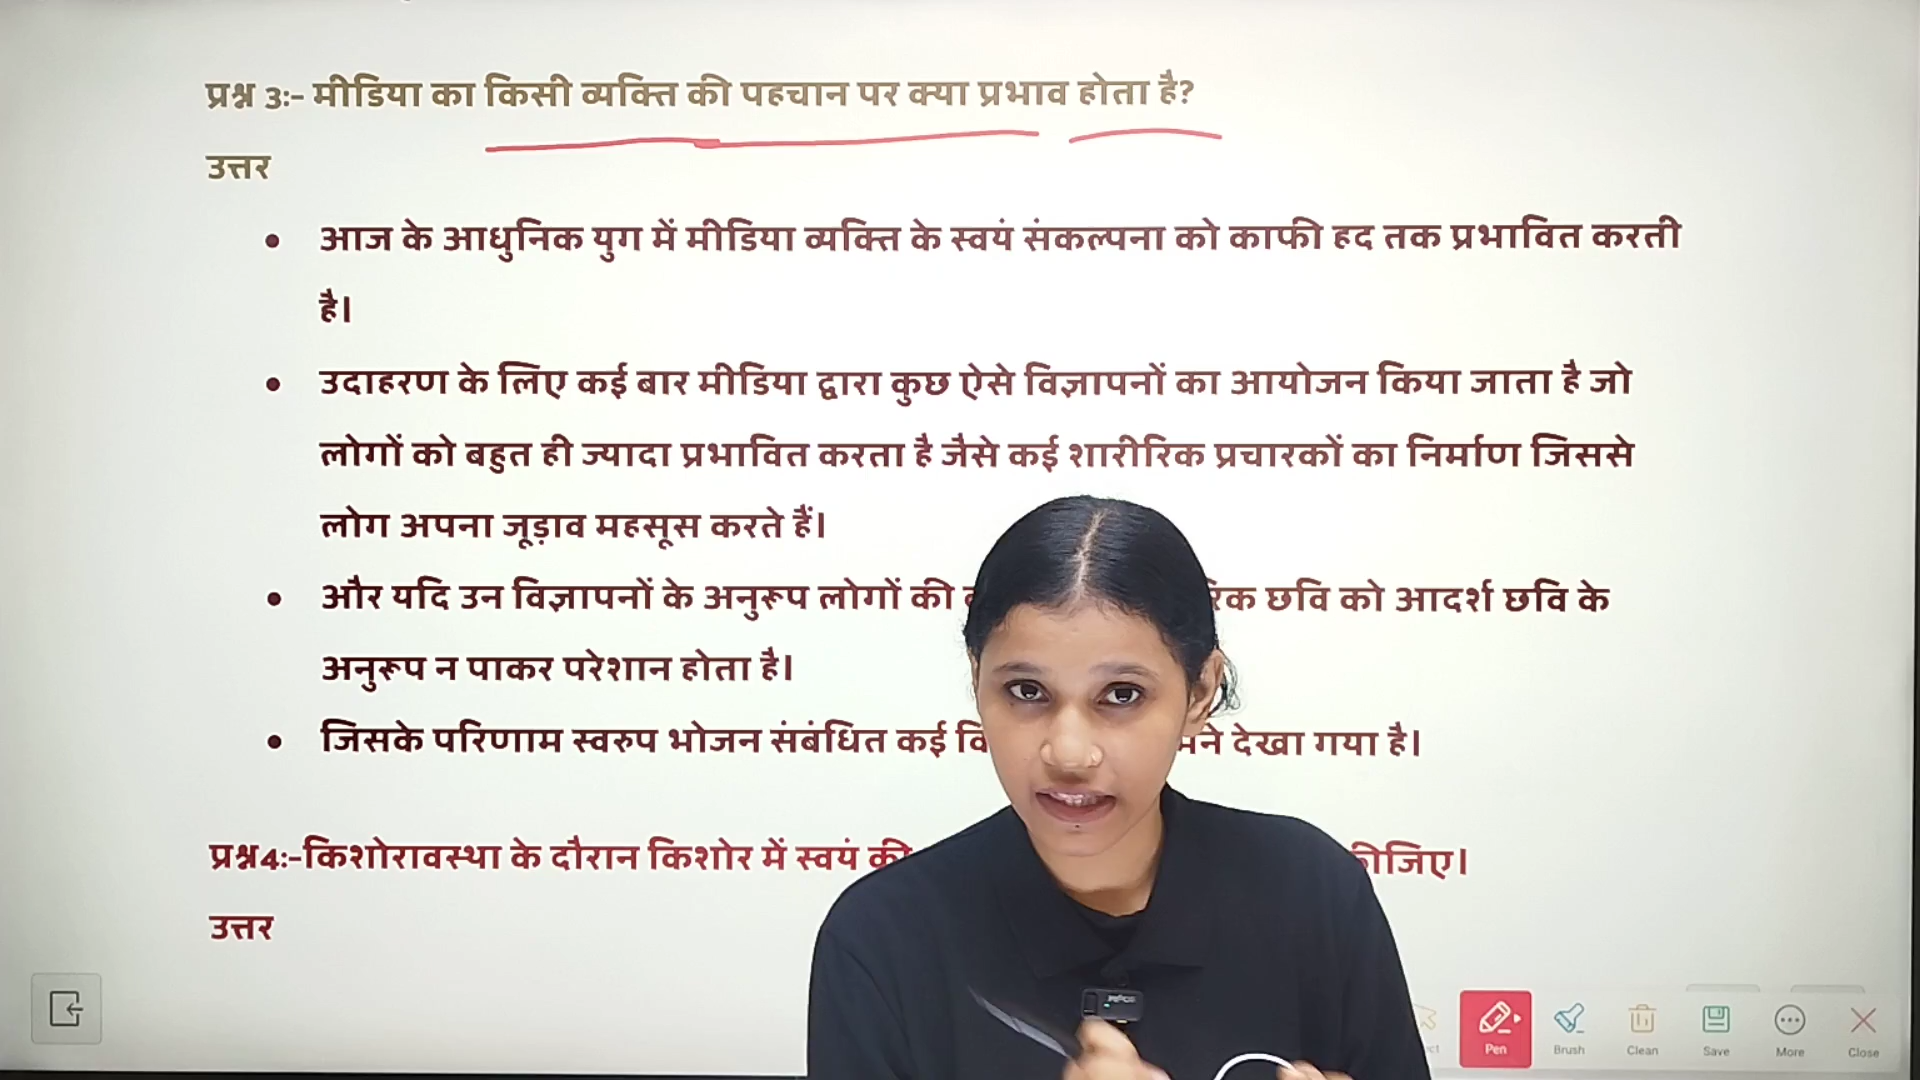 प्रश्न 3:- मीडिया का किसी व्यक्ति की पहचान पर क्या प्रभाव होता है?
उत्तर
• आज के आधुनिक युग में मीडिया व्यक्ति के स्वयं संकल्पना को काफी हद तक प्रभावित करती
है।
• उदाहरण के लिए कई बार मीडिया द्वारा कुछ ऐसे विज्ञापनों का आयोजन किया जाता है जो
लोगों को बहुत ही ज्यादा प्रभावित करता है जैसे कई शारीरिक प्रचारकों का निर्माण जिससे
लोग अपना जूड़ाव महसूस करते हैं।
• और यदि उन विज्ञापनों के अनुरूप लोगों की छवि को आदर्श छवि के
अनुरूप न पाकर परेशान होता है।
• जिसके परिणाम स्वरुप भोजन संबंधित कई देखा गया है।
प्रश्न4:-किशोरावस्था के दौरान किशोर में स्वयं की
उत्तर
Pen Brush Clean Save More Close